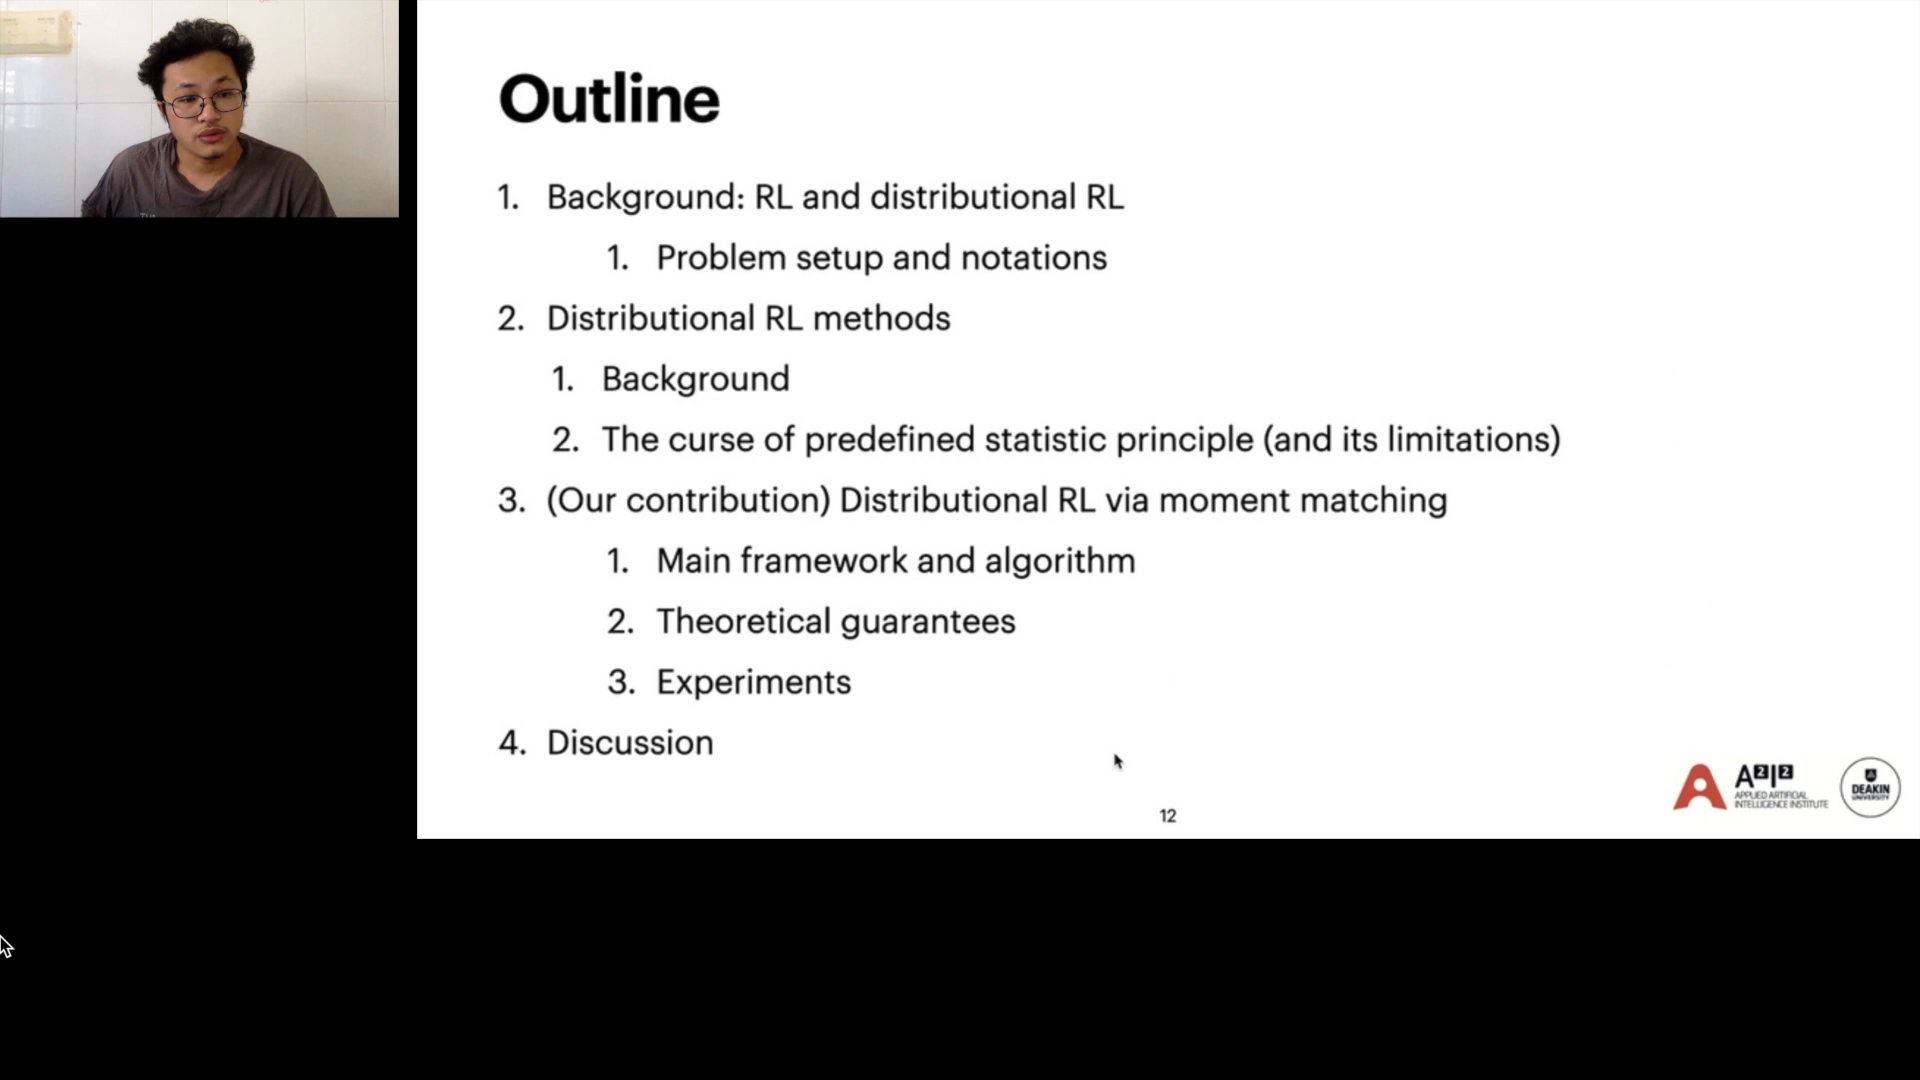 Outline
1. Background: RL and distributional RL
1. Problem setup and notations
2. Distributional RL methods
1. Background
2. The curse of predefined statistic principle (and its limitations)
3. (Our contribution) Distributional RL via moment matching
1. Main framework and algorithm
2. Theoretical guarantees
3. Experiments
4. Discussion
12
A2I2
APPLIED ARTIFICIAL
INTELLIGENCE INSTITUTE
DEAKIN
UNIVERSITY